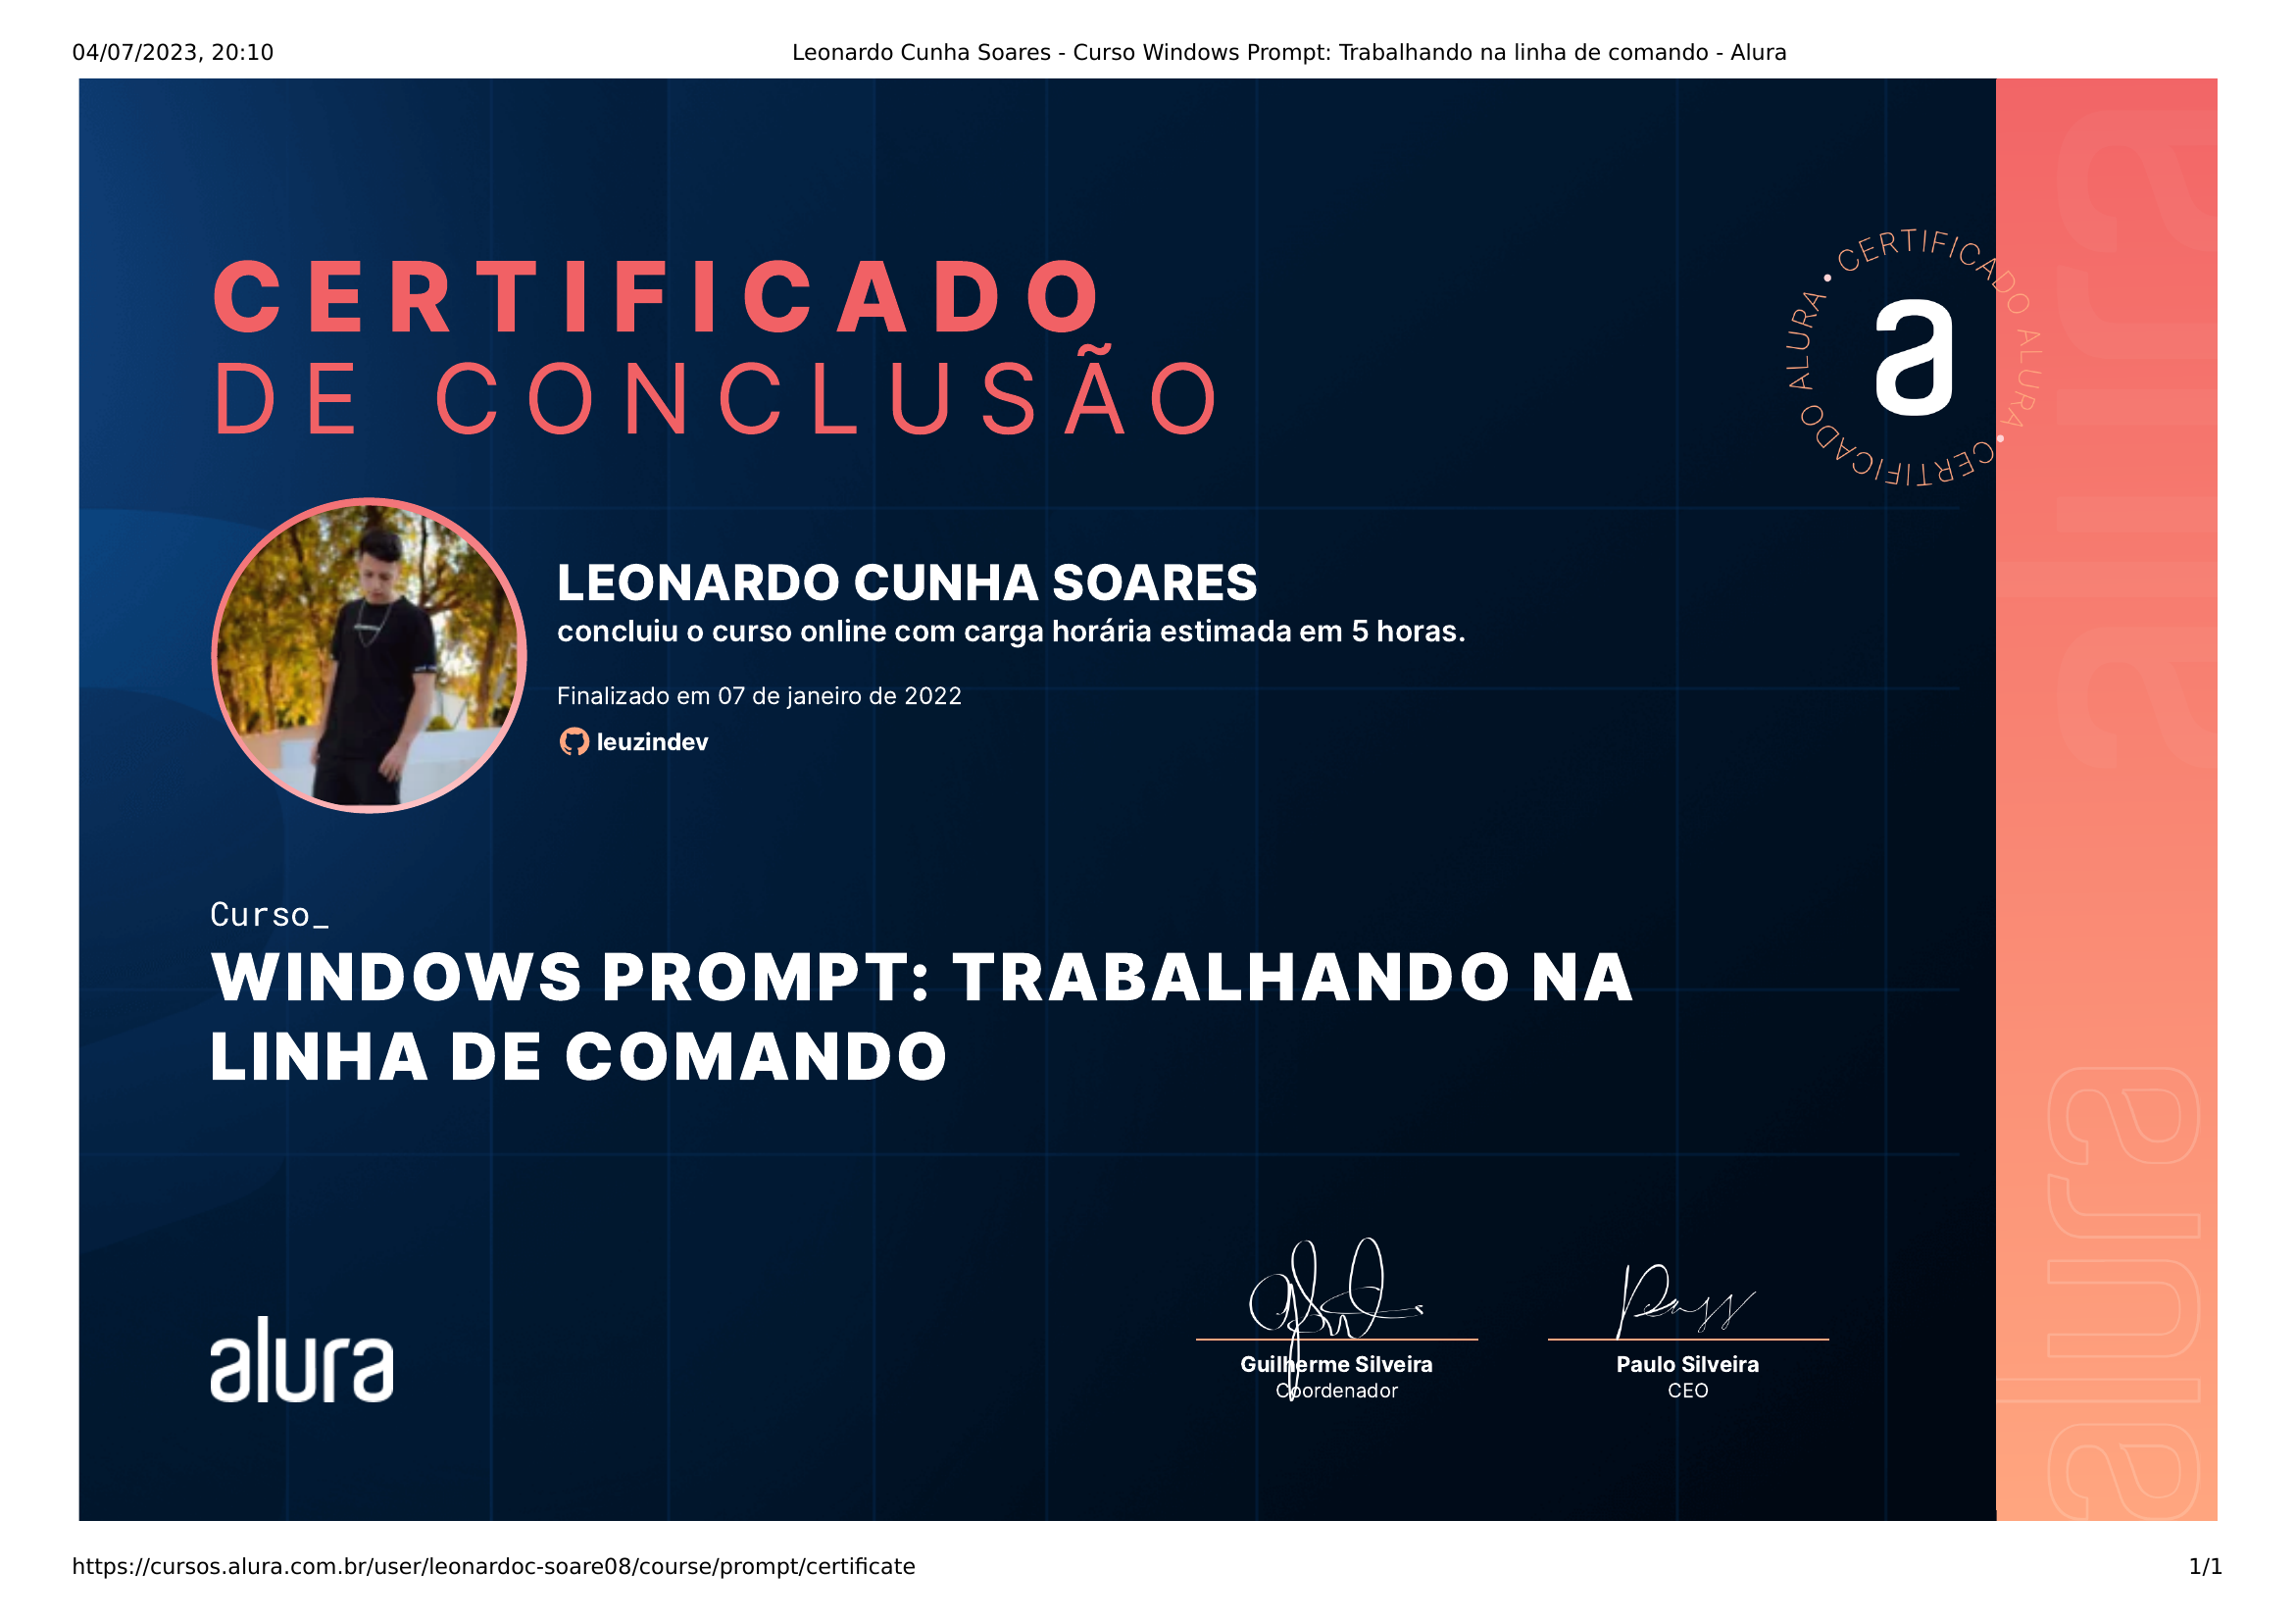 04/07/2023, 20:10
Leonardo Cunha Soares - Curso Windows Prompt: Trabalhando na linha de comando - Alura
CERTIFICADO
DE CONCLUSÃO
CERTIFICADO ALURA • CERTIFICADO ALURA •
a
LEONARDO CUNHA SOARES
concluiu o curso online com carga horária estimada em 5 horas.
Finalizado em 07 de janeiro de 2022
leuzindev
Curso_
WINDOWS PROMPT: TRABALHANDO NA
LINHA DE COMANDO
alura
Guilherme Silveira
Coordenador
Paulo Silveira
CEO
alura
alura
https://cursos.alura.com.br/user/leonardoc-soare08/course/prompt/certificate
1/1